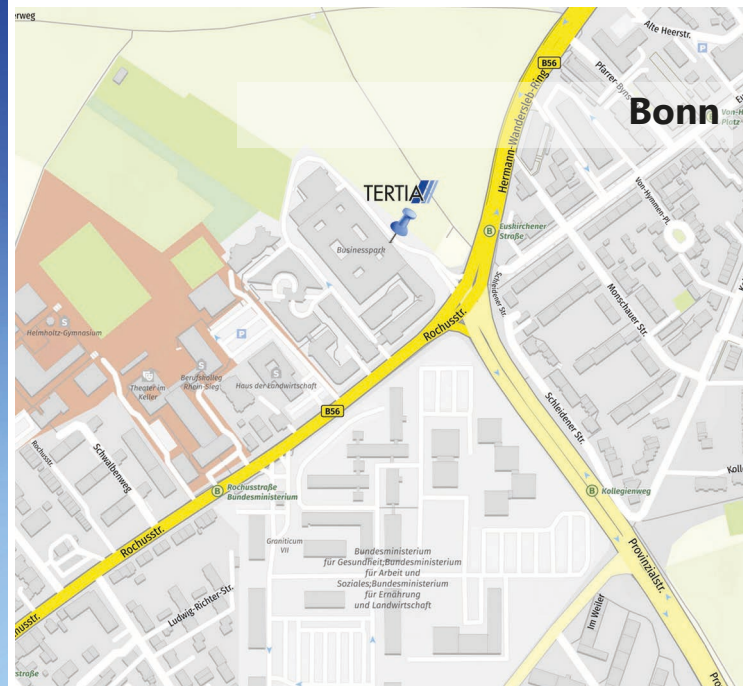 erweg
Alte Heerstr.
P
B56
Pfarrer-Byns
Bonn
Von-H
Platz
Hermann-Wandersleb-Ring
TERTIA
Von-Hymmen-Pl.
B
Euskirchener
Straße
Businesspark
Schleidener Str.
Monschauer Str.
Rochusstr.
S
Helmholtz-Gymnasium
P
Theater im
Keller
S
Berufskolleg
Rhein-Sieg
S
Haus der Landwirtschaft
B56
Schleidener Str.
Rochusstr.
Schwalbenweg
B
Rochusstraße
Bundesministerium
B
Kollegienweg
Koll
Rochusstr.
Graniticum
VII
Bundesministerium
für Gesundheit;Bundesministerium
für Arbeit und
Soziales;Bundesministerium
für Ernährung
und Landwirtschaft
Provinzialstr.
Ludwig-Richter-Str.
Im Weiler
husstr.
straße
Pro